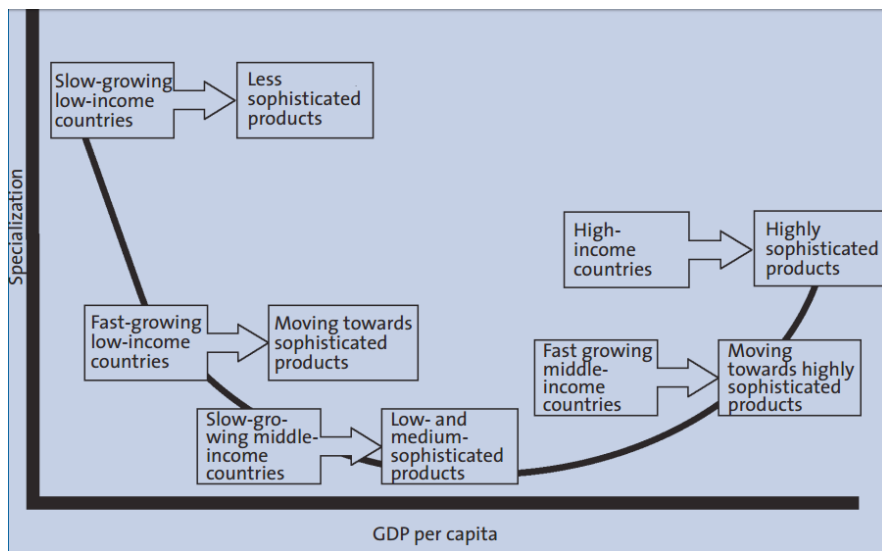 Slow-growing
low-income
countries
Less
sophisticated
products
Specialization
High-
income
countries
Highly
sophisticated
products
Fast-growing
low-income
countries
Moving towards
sophisticated
products
Fast growing
middle-
income
countries
Moving
towards highly
sophisticated
products
Slow-gro-
wing middle-
income
countries
Low- and
medium-
sophisticated
products
GDP per capita